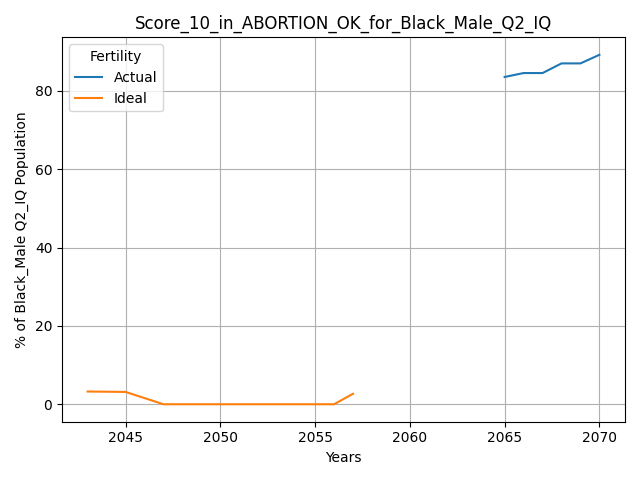 Score_10_in_ABORTION_OK_for_Black_Male_Q2_IQ
Fertility
Actual
Ideal
% of Black_Male Q2_IQ Population
80
60
40
20
0
2045 2050 2055 2060 2065 2070
Years